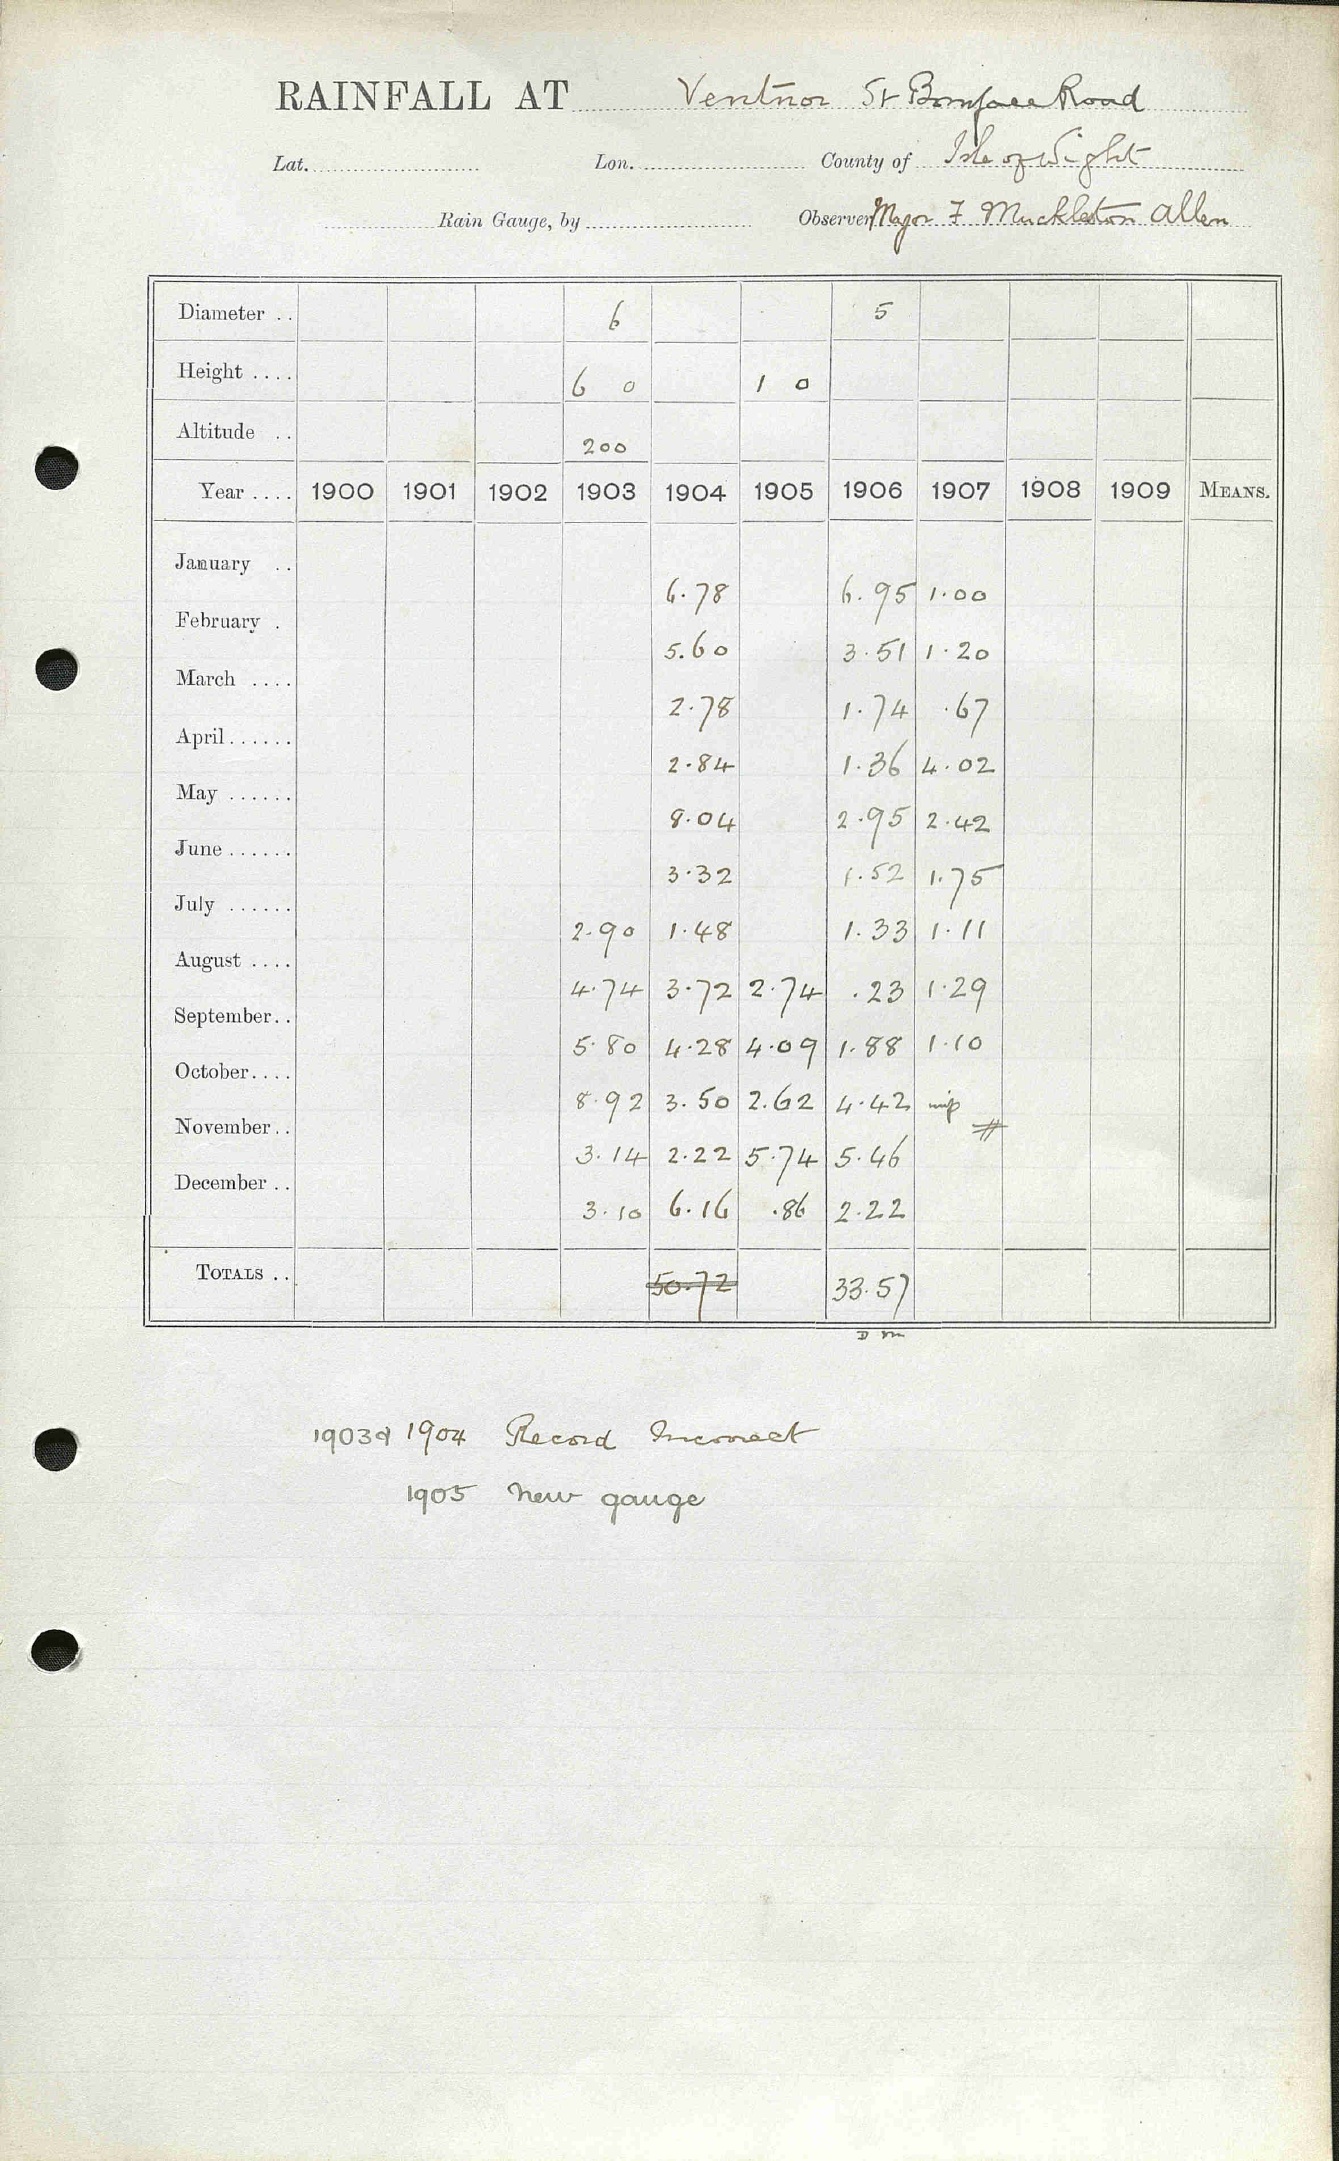 RAINFALL AT Ventnor St Boniface Road
Lat. Lon. County of Isle of Wight
Rain Gauge, by Observer Major F Muckleston Allen
Diameter .. 6 5
Height .... 6 0 1 0
Altitude .. 200
Year .... 1900 1901 1902 1903 1904 1905 1906 1907 1908 1909 MEANS.
January .. 6.78 6.95 1.00
February . 5.60 3.51 1.20
March .... 2.78 1.74 .67
April...... 2.84 1.36 4.02
May ...... 8.04 2.95 2.42
June ...... 3.32 1.52 1.75
July ...... 2.90 1.48 1.33 1.11
August .... 4.74 3.72 2.74 .23 1.29
September.. 5.80 4.28 4.09 1.88 1.10
October.... 8.92 3.50 2.62 4.42
November.. 3.14 2.22 5.74 5.46
December .. 3.10 6.16 .86 2.22
TOTALS .. 50.72 33.57
D M
1903 & 1904 Record Incorrect
1905 New gauge